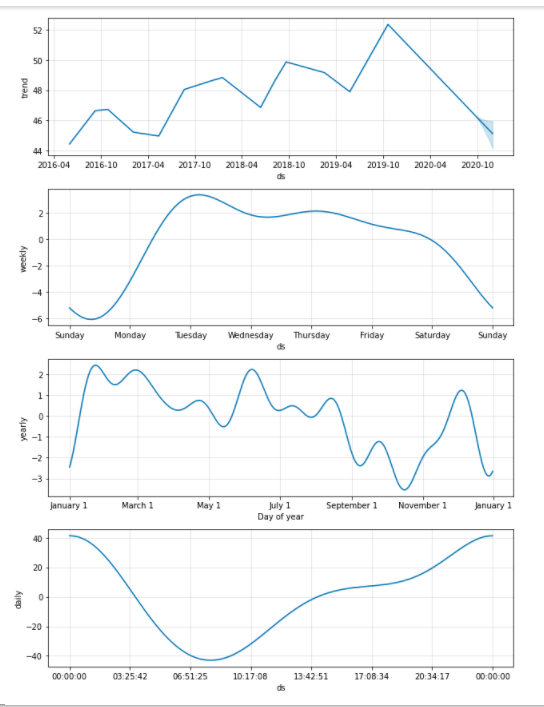 52
50
48
46
44
trend
2016-04 2016-10 2017-04 2017-10 2018-04 2018-10 2019-04 2019-10 2020-04 2020-10
ds
2
0
−2
−4
−6
weekly
Sunday Monday Tuesday Wednesday Thursday Friday Saturday Sunday
ds
2
1
0
−1
−2
−3
yearly
January 1 March 1 May 1 July 1 September 1 November 1 January 1
Day of year
40
20
0
−20
−40
daily
00:00:00 03:25:42 06:51:25 10:17:08 13:42:51 17:08:34 20:34:17 00:00:00
ds